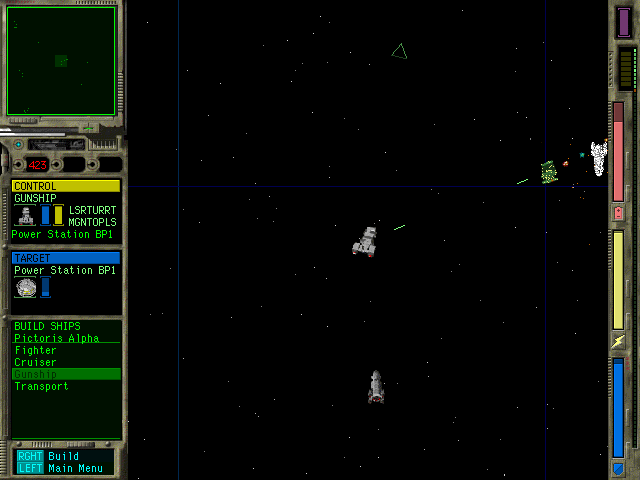 423
CONTROL
GUNSHIP
LSRTURRT
MGNTOPLS
Power Station BP1
TARGET
Power Station BP1
BUILD SHIPS
Pictoris Alpha
Fighter
Cruiser
Gunship
Transport
RGHT Build
LEFT Main Menu